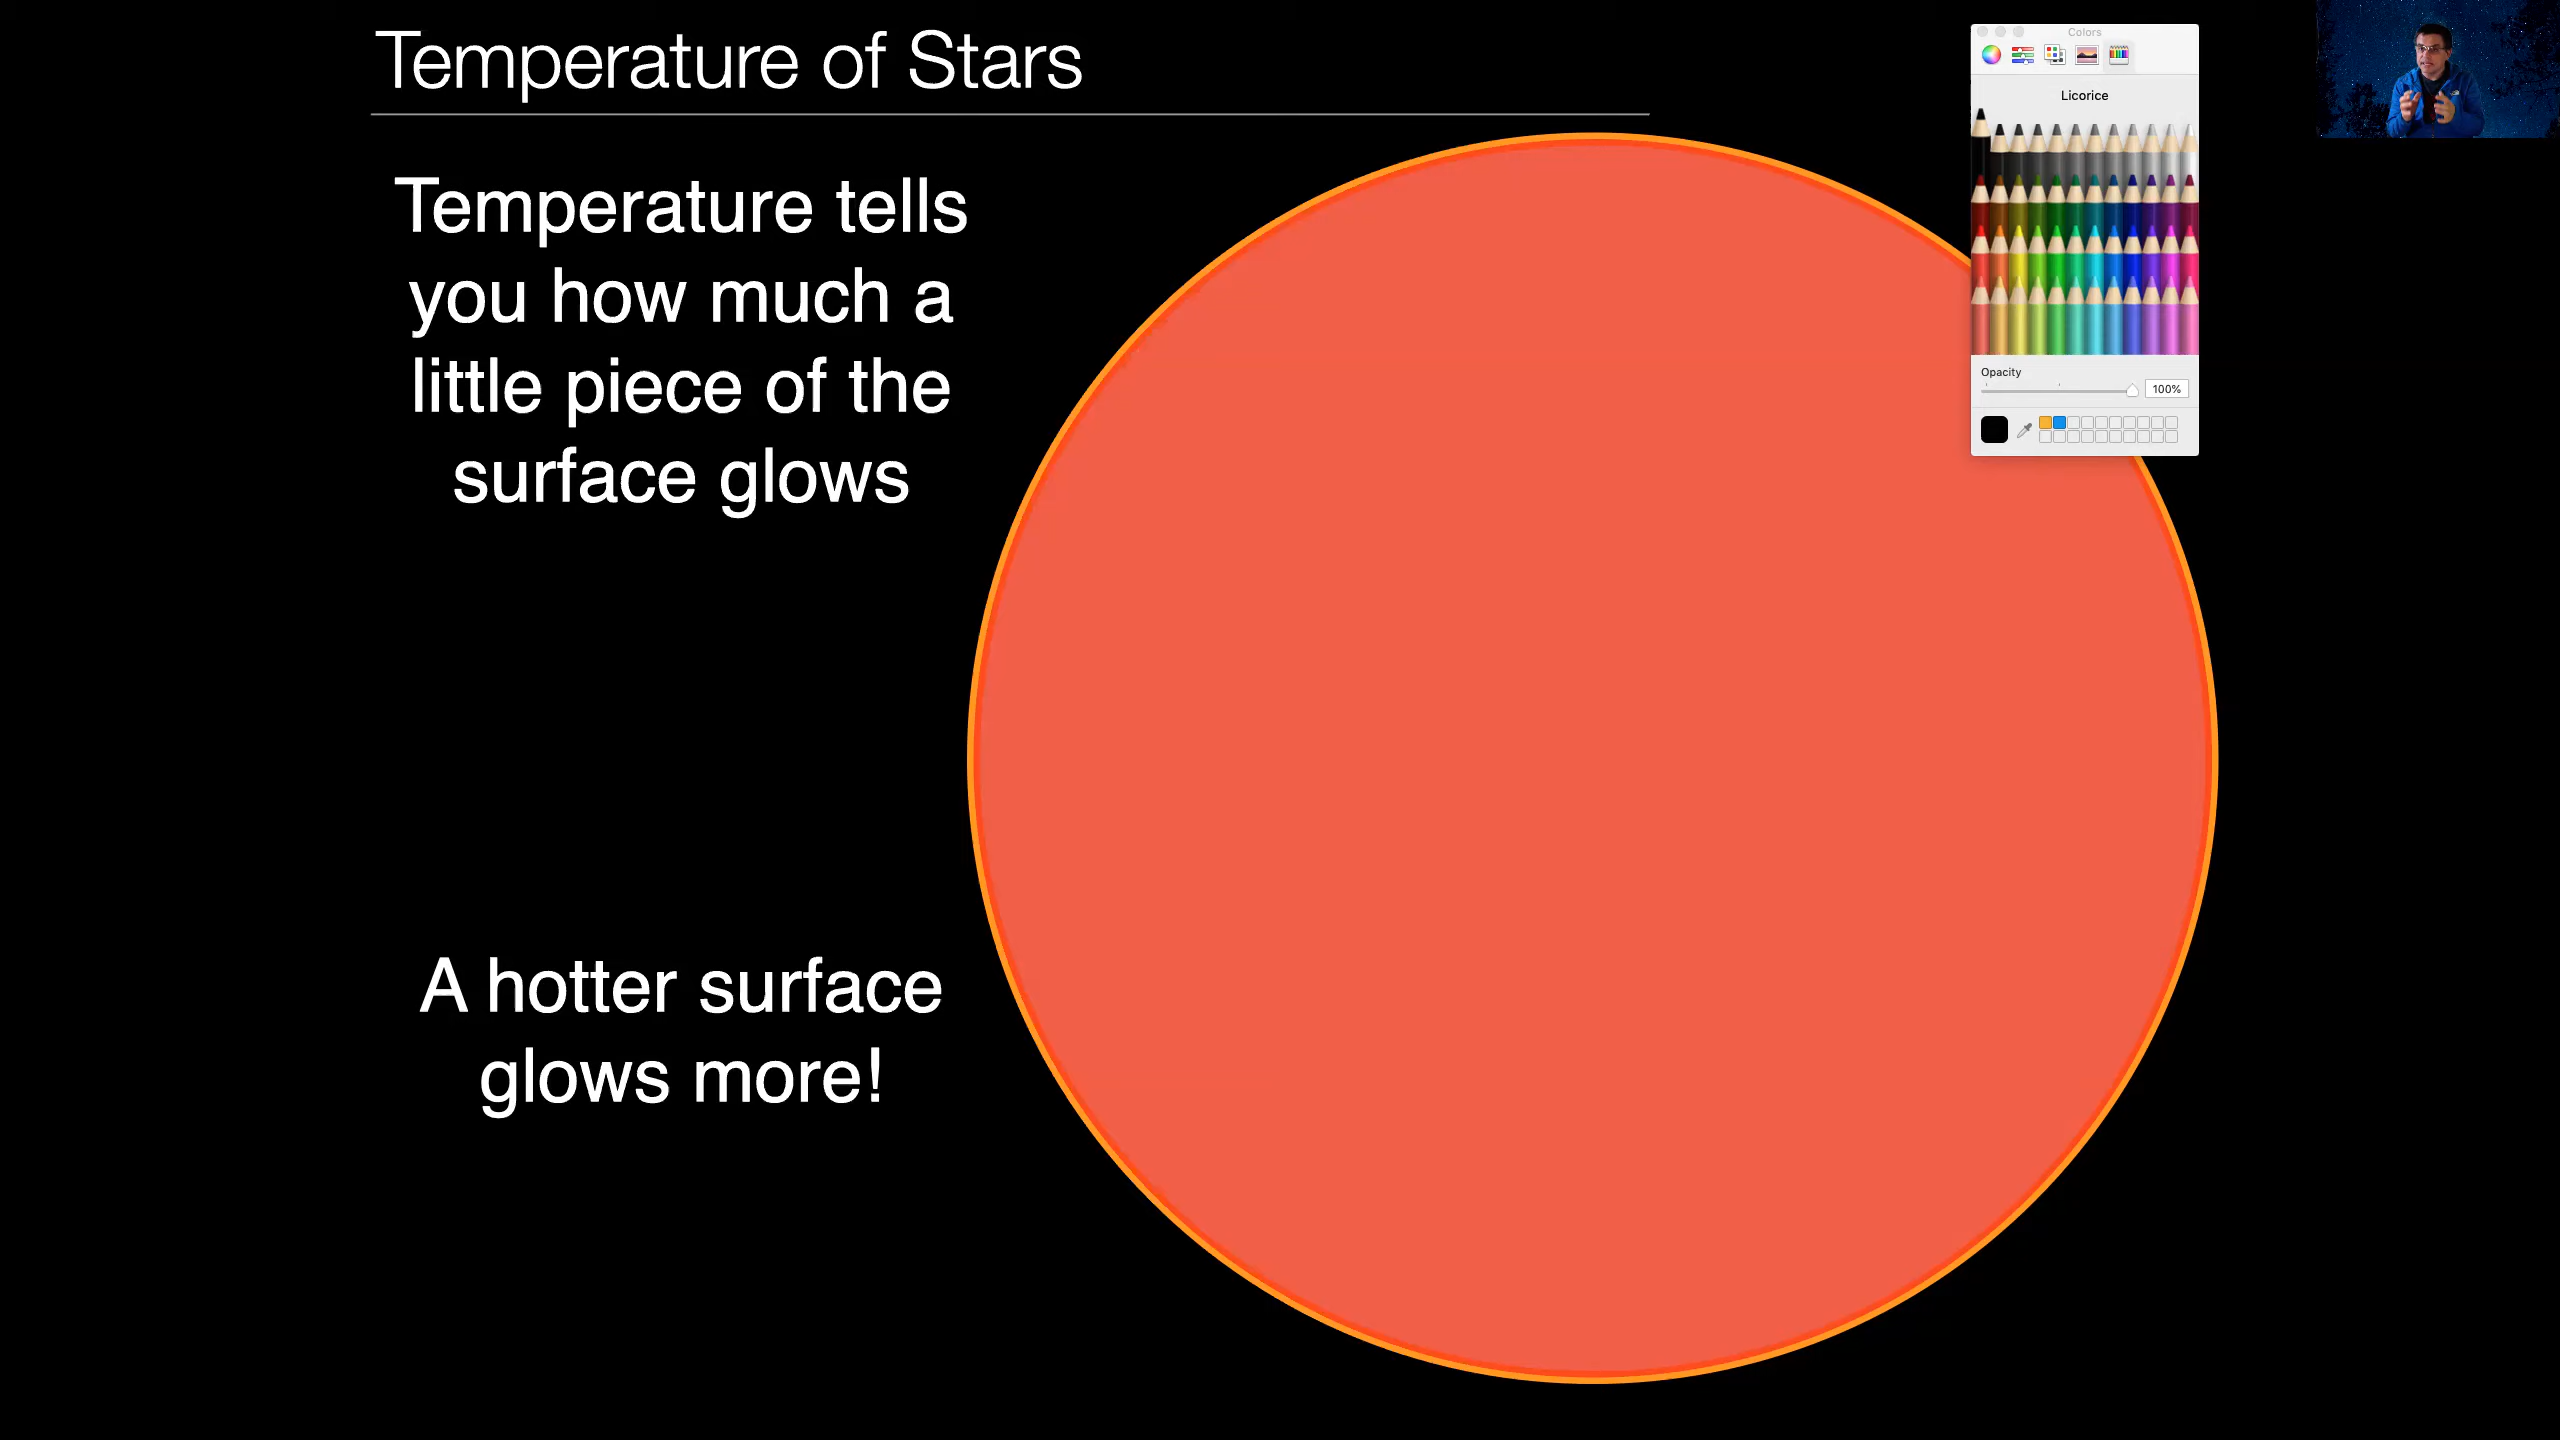 Temperature of Stars
Temperature tells
you how much a
little piece of the
surface glows
A hotter surface
glows more!
Colors
Licorice
Opacity
100%